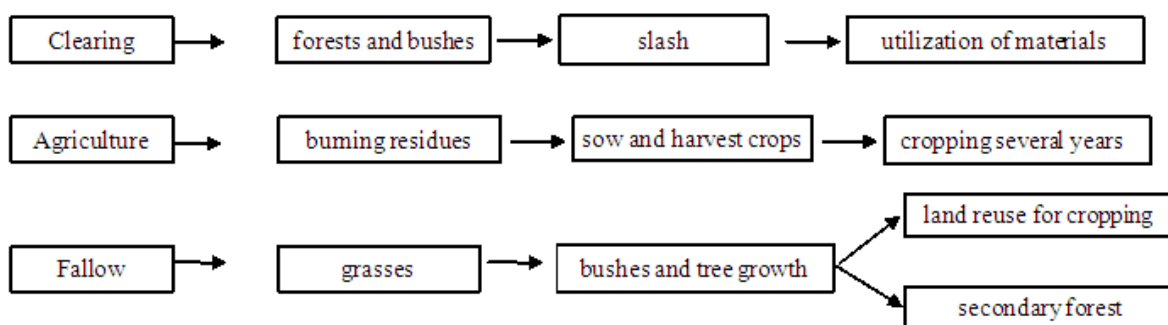 Clearing
forests and bushes
slash
utilization of materials
Agriculture
burning residues
sow and harvest crops
cropping several years
land reuse for cropping
Fallow
grasses
bushes and tree growth
secondary forest